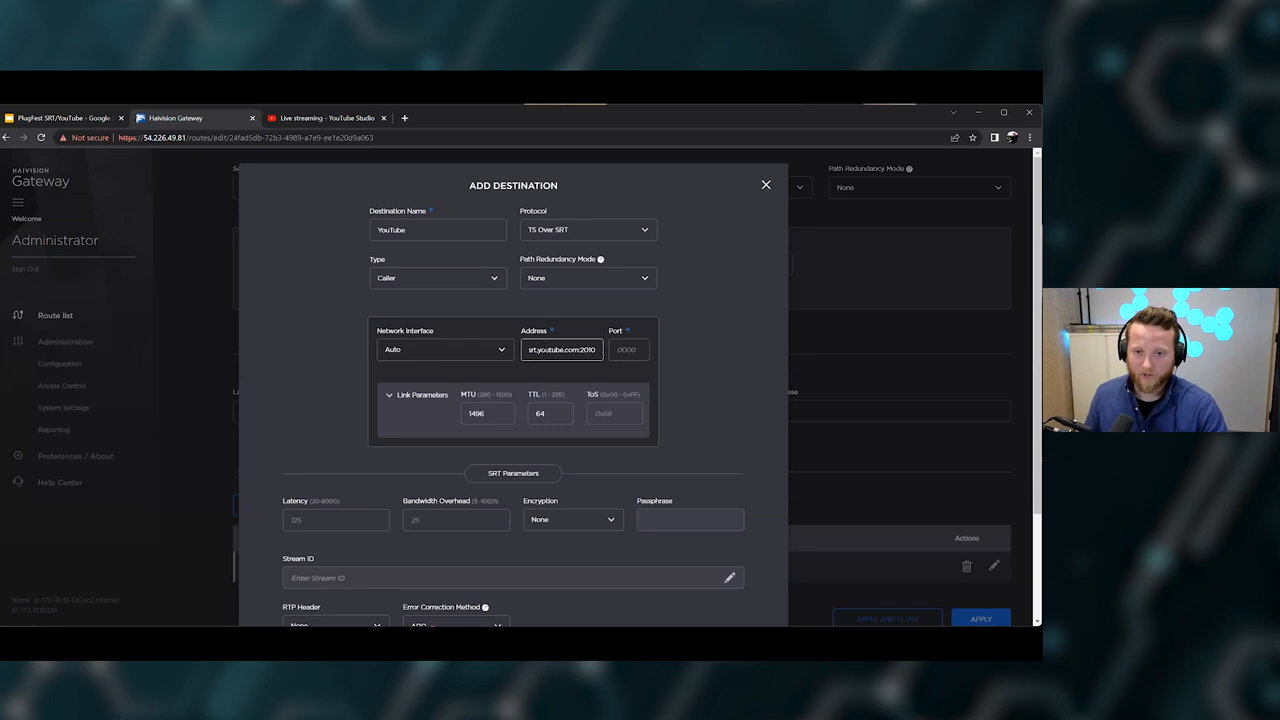 PlugFest SRT/YouTube - Google
Haivision Gateway
Live streaming - YouTube Studio
Not secure
https://54.226.49.81/routes/edit/24fad5db-72b3-4989-a7e9-ee1e20d9a063
HAIVISION
Gateway
Welcome
Administrator
Sign Out
Route list
Administration
Configuration
Access Control
System Settings
Reporting
Preferences / About
Help Center
Path Redundancy Mode
None
ADD DESTINATION
Destination Name *
Protocol
YouTube
TS Over SRT
Type
Path Redundancy Mode
Caller
None
Network Interface
Address *
Port *
Auto
srt.youtube.com:2010
0000
Link Parameters
MTU (280 - 1500)
TTL (1 - 255)
ToS (0x00 - 0xFF)
1496
64
0x68
SRT Parameters
Latency (20-8000)
Bandwidth Overhead (5 -100)%
Encryption
Passphrase
125
25
None
Stream ID
Enter Stream ID
RTP Header
Error Correction Method
None
ARQ
Actions
APPLY AND CLOSE
APPLY